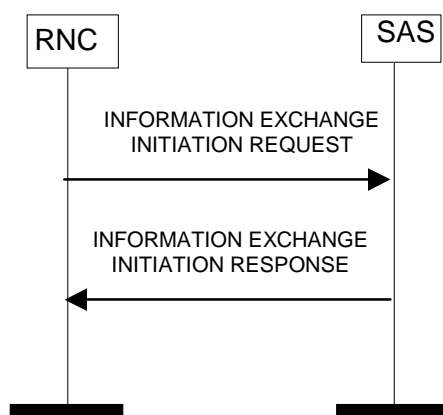 RNC
SAS
INFORMATION EXCHANGE
INITIATION REQUEST
INFORMATION EXCHANGE
INITIATION RESPONSE